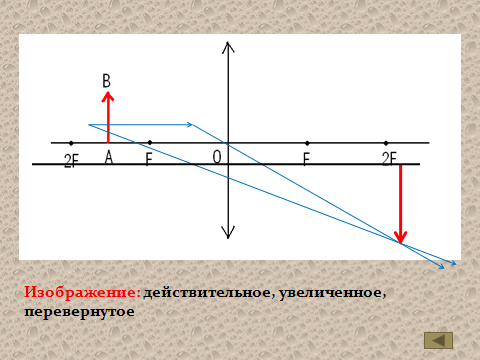 B
2F A F O F 2F
Изображение: действительное, увеличенное,
перевернутое